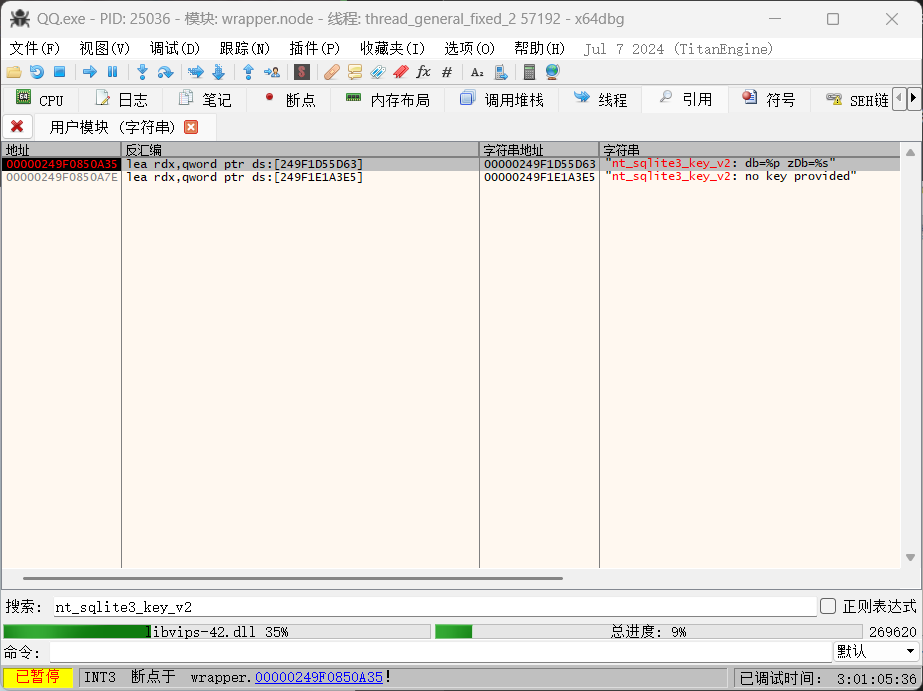 QQ.exe - PID: 25036 - 模块: wrapper.node - 线程: thread_general_fixed_2 57192 - x64dbg
文件(F) 视图(V) 调试(D) 跟踪(N) 插件(P) 收藏夹(I) 选项(O) 帮助(H) Jul 7 2024 (TitanEngine)
CPU 日志 笔记 断点 内存布局 调用堆栈 线程 引用 符号 SEH链
用户模块 (字符串)
地址 反汇编 字符串地址 字符串
00000249F0850A35 lea rdx,qword ptr ds:[249F1D55D63] 00000249F1D55D63 "nt_sqlite3_key_v2: db=%p zDb=%s"
00000249F0850A7E lea rdx,qword ptr ds:[249F1E1A3E5] 00000249F1E1A3E5 "nt_sqlite3_key_v2: no key provided"
搜索: nt_sqlite3_key_v2 正则表达式
libvips-42.dll 35% 总进度: 9% 269620
命令: 默认
已暂停 INT3 断点于 wrapper.00000249F0850A35! 已调试时间: 3:01:05:36